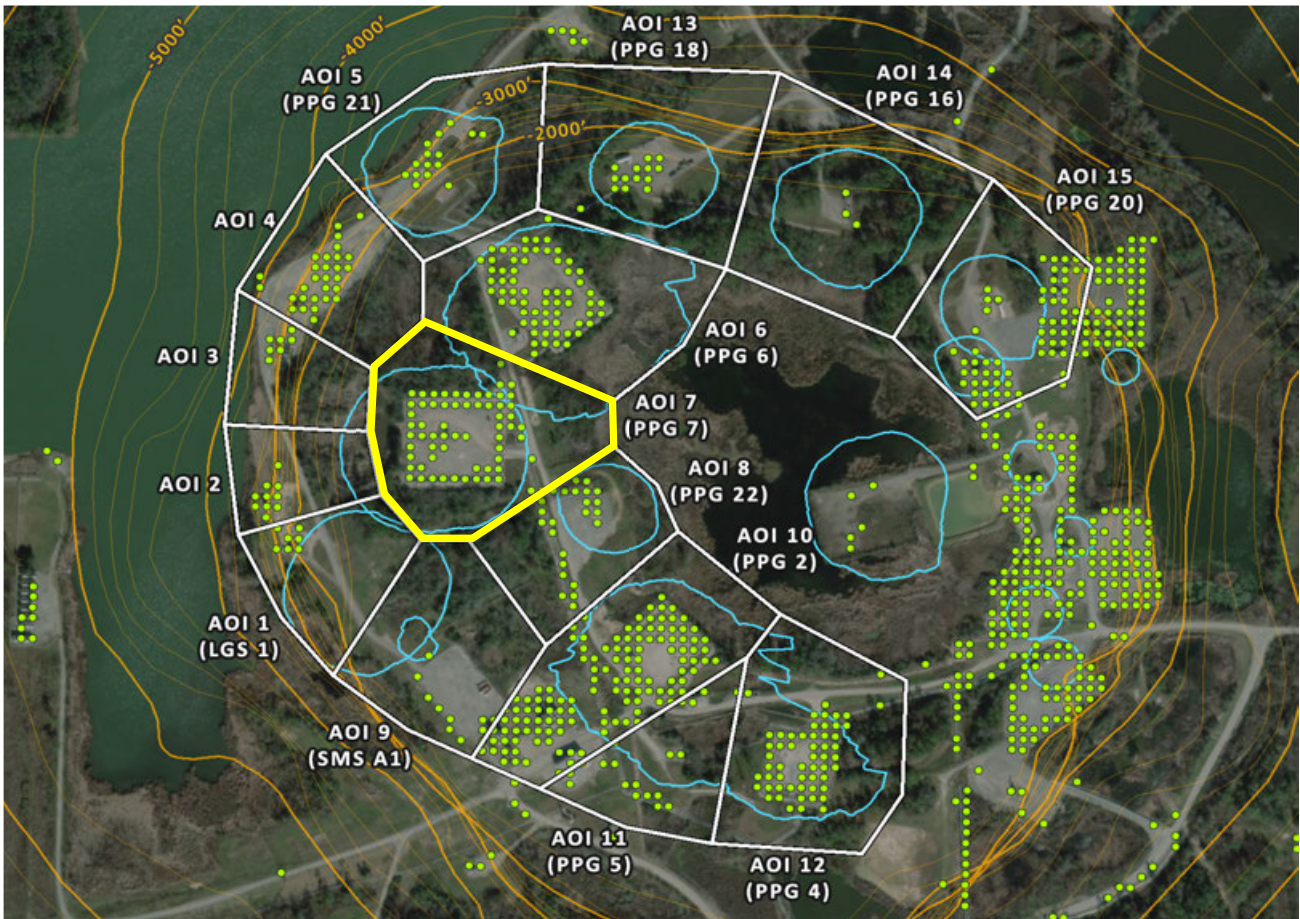 AOI 13
(PPG 18)
-5000'
-4000'
AOI 5
(PPG 21)
AOI 14
(PPG 16)
-3000'
-2000'
AOI 15
(PPG 20)
AOI 4
AOI 3
AOI 6
(PPG 6)
AOI 7
(PPG 7)
AOI 2
AOI 8
(PPG 22)
AOI 10
(PPG 2)
AOI 1
(LGS 1)
AOI 9
(SMS A1)
AOI 11
(PPG 5)
AOI 12
(PPG 4)